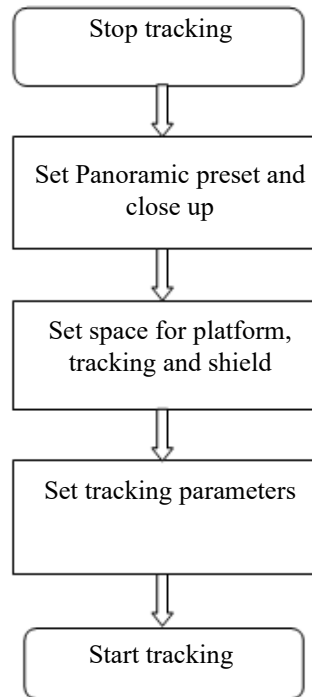 Stop tracking
Set Panoramic preset and
close up
Set space for platform,
tracking and shield
Set tracking parameters
Start tracking